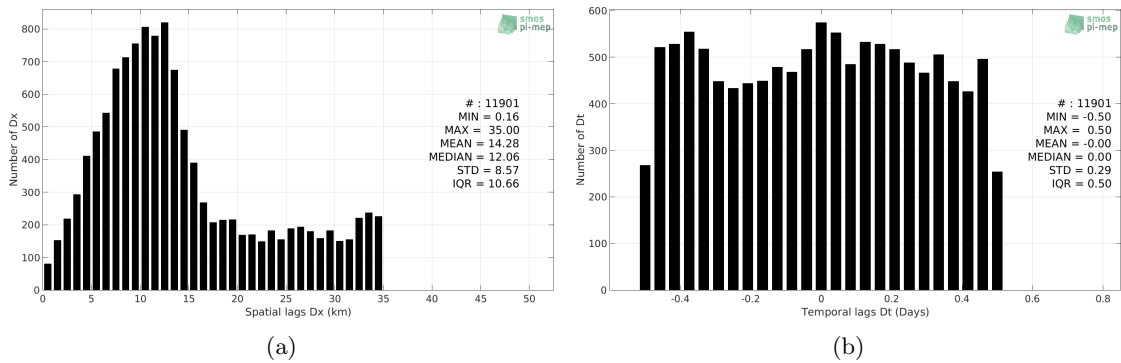 800
700
600
500
400
300
200
100
0
Number of Dx
0 5 10 15 20 25 30 35 40 45 50
Spatial lags Dx (km)
smos
pi-mep
# : 11901
MIN = 0.16
MAX = 35.00
MEAN = 14.28
MEDIAN = 12.06
STD = 8.57
IQR = 10.66
(a)
600
500
400
300
200
100
0
Number of Dt
-0.4 -0.2 0 0.2 0.4 0.6 0.8
Temporal lags Dt (Days)
smos
pi-mep
# : 11901
MIN = -0.50
MAX = 0.50
MEAN = -0.00
MEDIAN = 0.00
STD = 0.29
IQR = 0.50
(b)